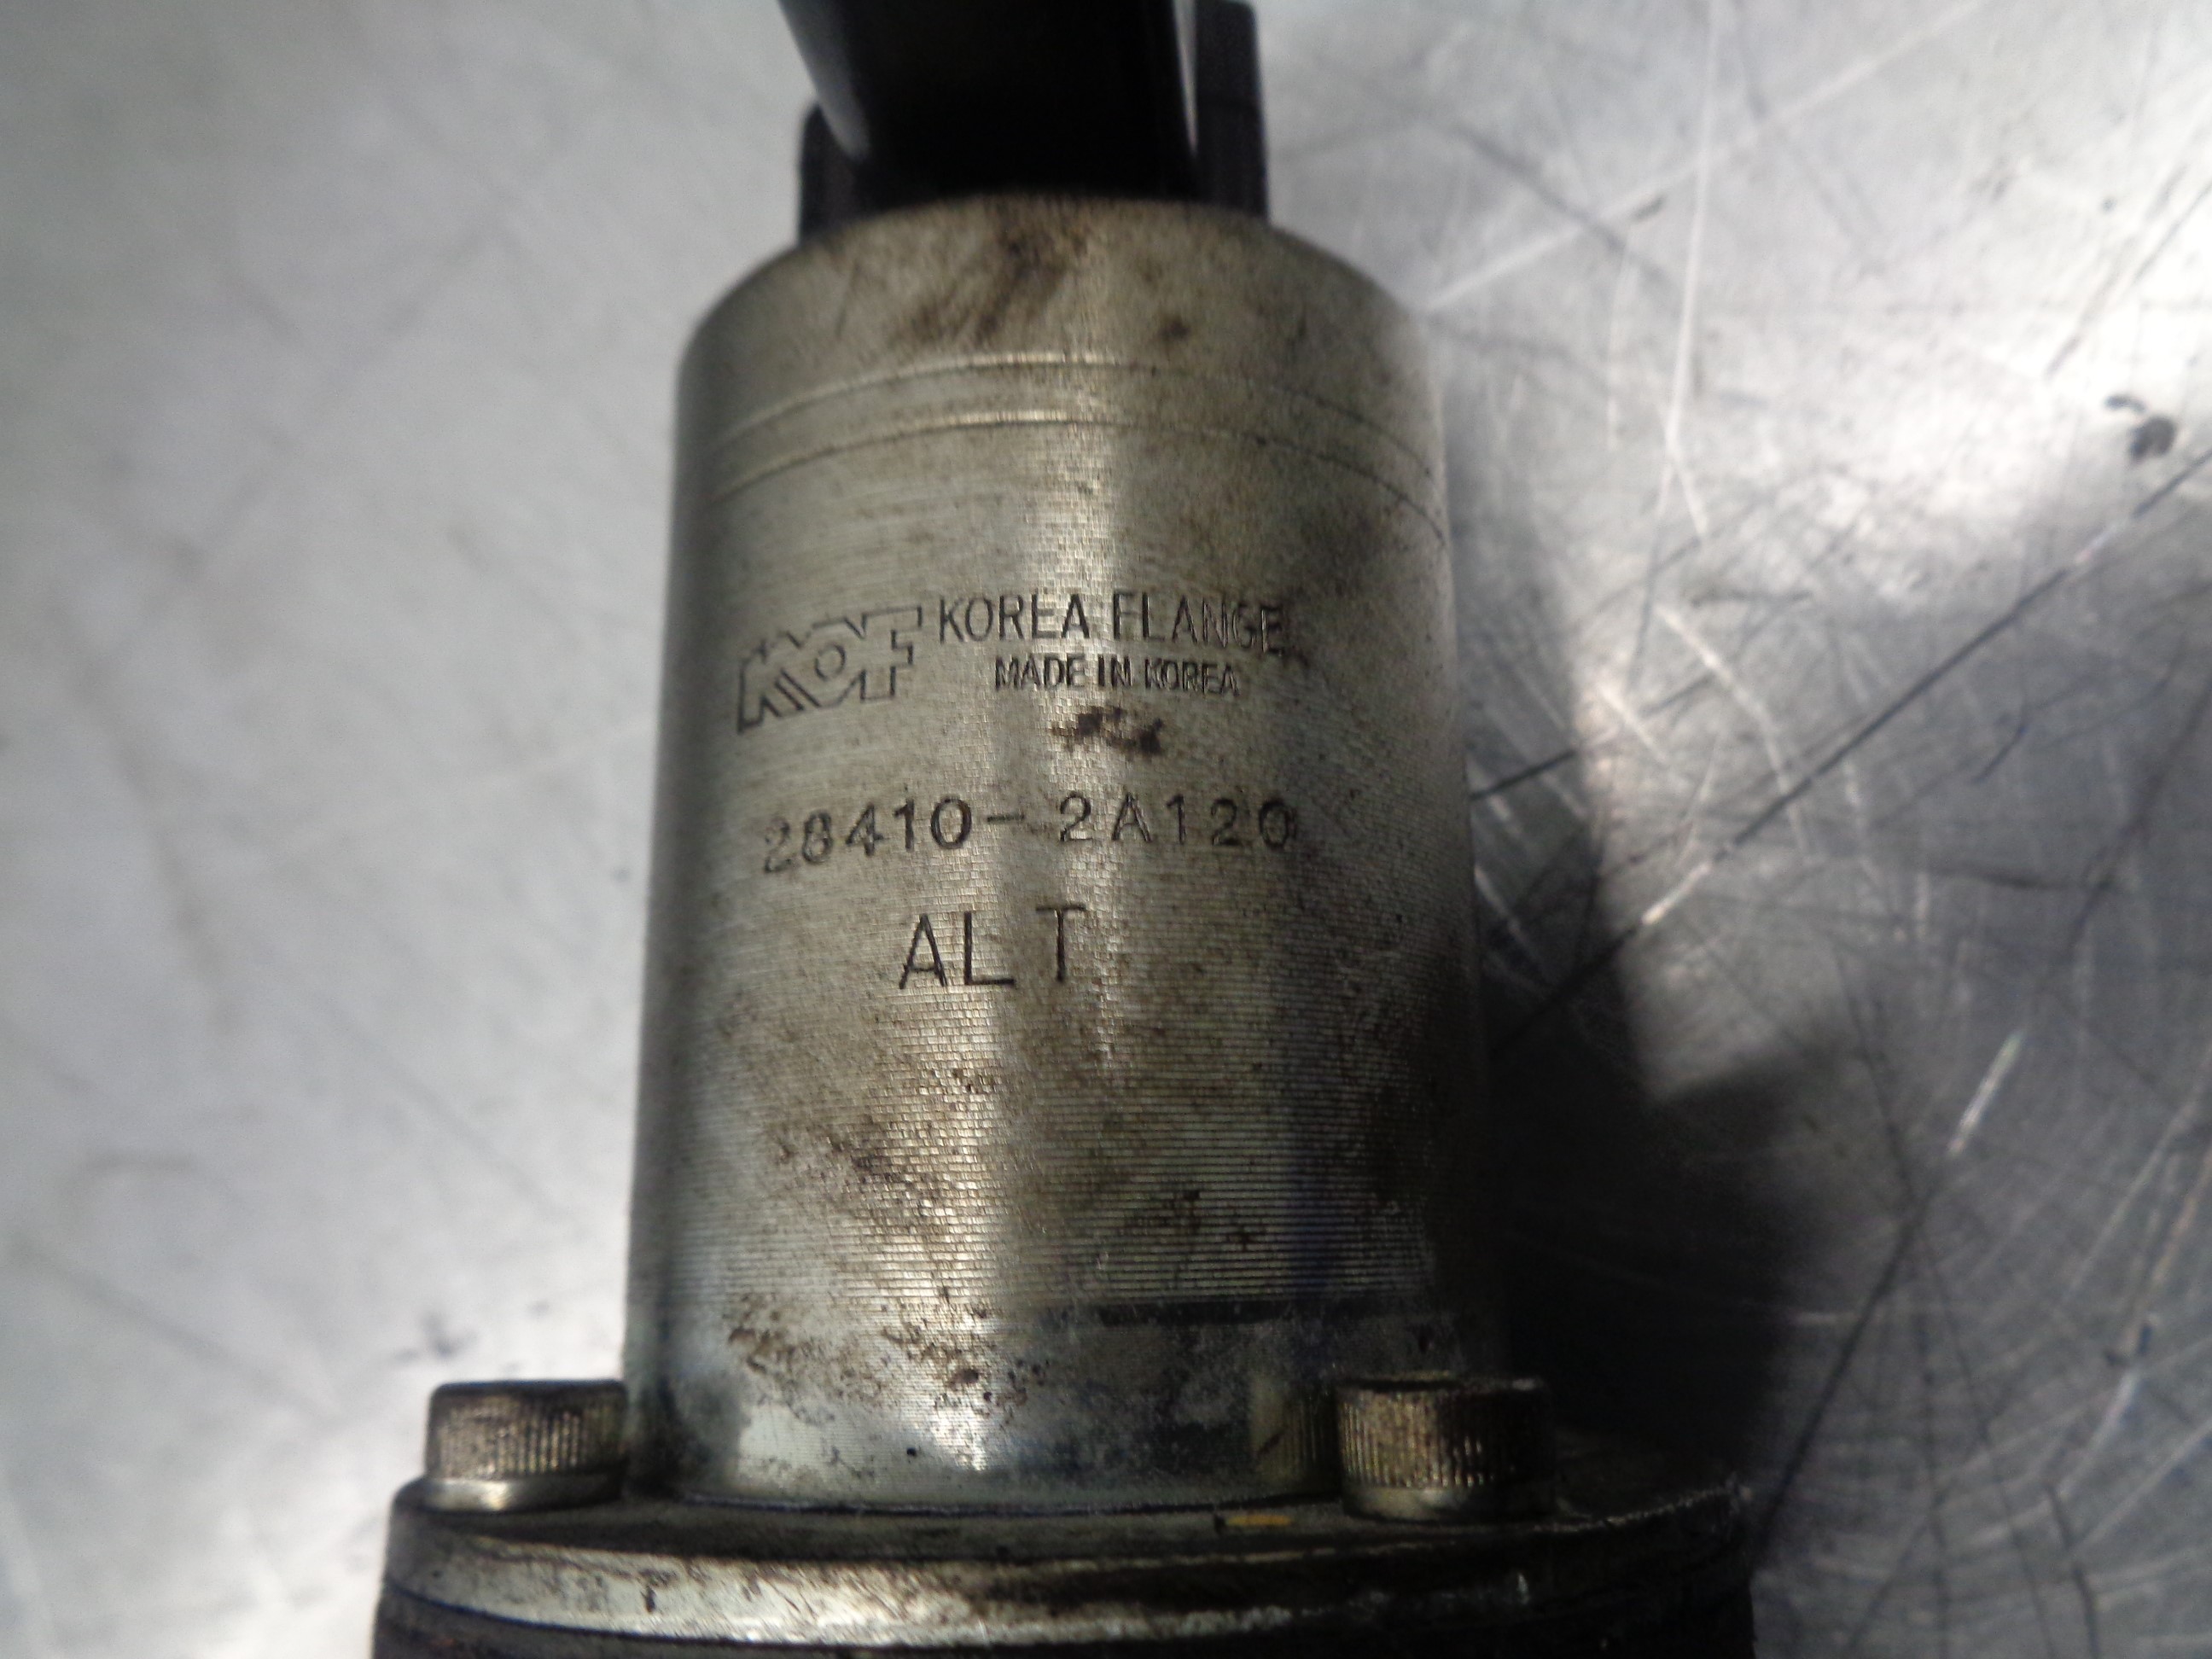 KOF KOREA FLANGE
MADE IN KOREA
28410-2A120
ALT